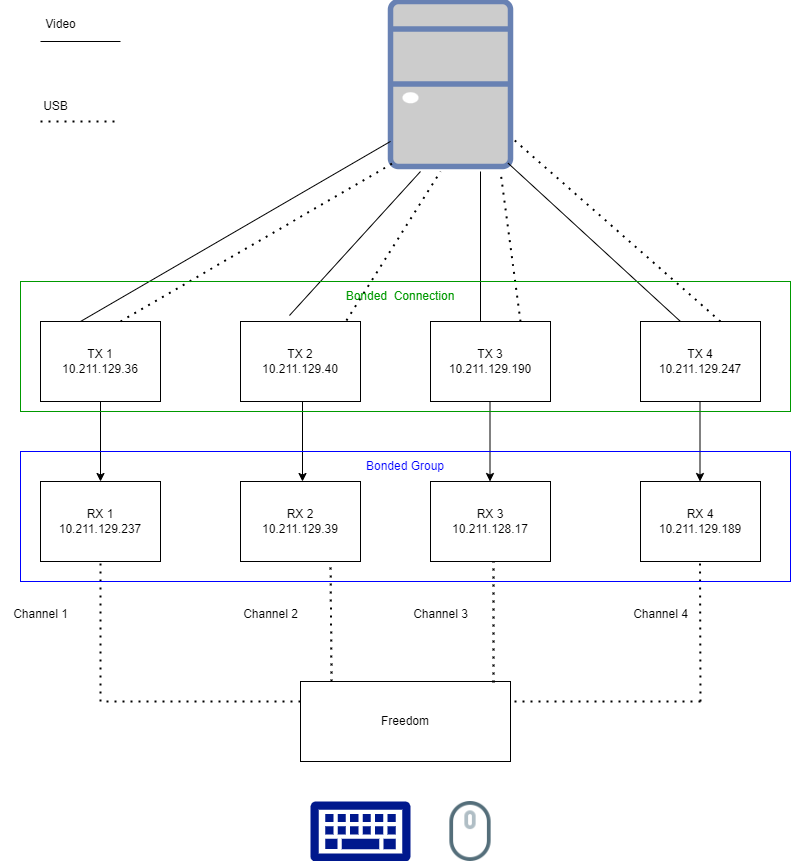 Video
USB
Bonded Connection
TX 1
10.211.129.36
TX 2
10.211.129.40
TX 3
10.211.129.190
TX 4
10.211.129.247
Bonded Group
RX 1
10.211.129.237
RX 2
10.211.129.39
RX 3
10.211.128.17
RX 4
10.211.129.189
Channel 1
Channel 2
Channel 3
Channel 4
Freedom